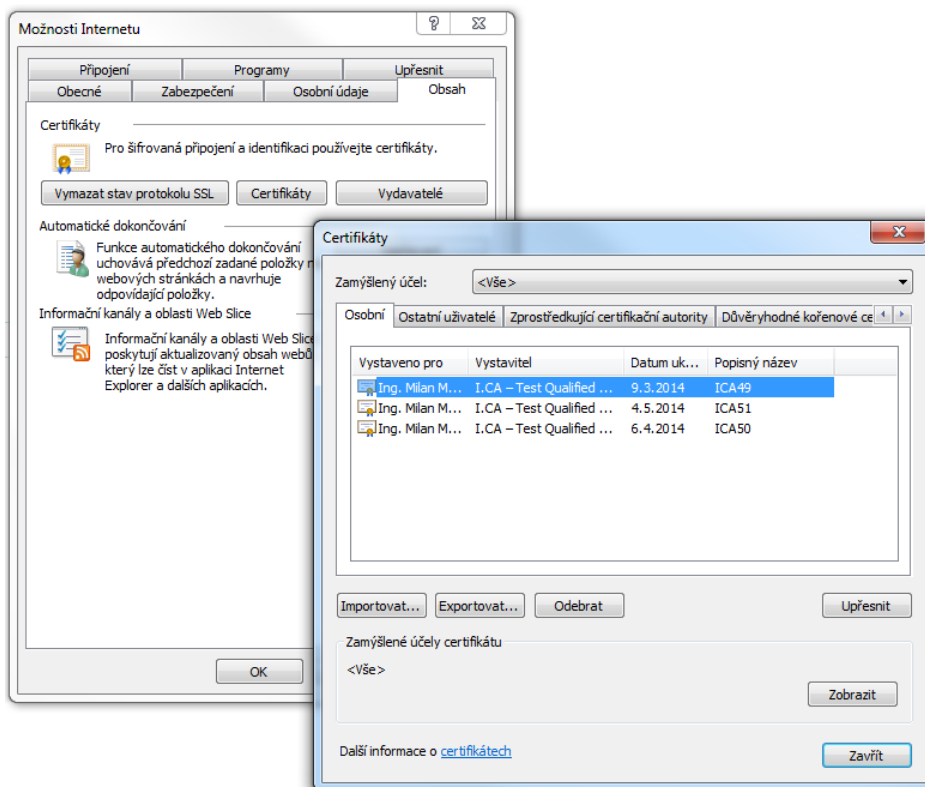 Možnosti Internetu
Připojení Programy Upřesnit
Obecné Zabezpečení Osobní údaje Obsah
Certifikáty
Pro šifrovaná připojení a identifikaci používejte certifikáty.
Vymazat stav protokolu SSL Certifikáty Vydavatelé
Automatické dokončování
Funkce automatického dokončování
uchovává předchozí zadané položky
webových stránkách a navrhuje
odpovídající položky.
Informační kanály a oblasti Web Slice
Informační kanály a oblasti Web Slice
poskytují aktualizovaný obsah webů
který lze číst v aplikaci Internet
Explorer a dalších aplikacích.
OK
Certifikáty
Zamýšlený účel: <Vše>
Osobní Ostatní uživatelé Zprostředkující certifikační autority Důvěryhodné kořenové ce
Vystaveno pro Vystavitel Datum uk... Popisný název
Ing. Milan M... I.CA – Test Qualified ... 9.3.2014 ICA49
Ing. Milan M... I.CA – Test Qualified ... 4.5.2014 ICA51
Ing. Milan M... I.CA – Test Qualified ... 6.4.2014 ICA50
Importovat... Exportovat... Odebrat Upřesnit
Zamýšlené účely certifikátu
<Vše>
Zobrazit
Další informace o certifikátech
Zavřít